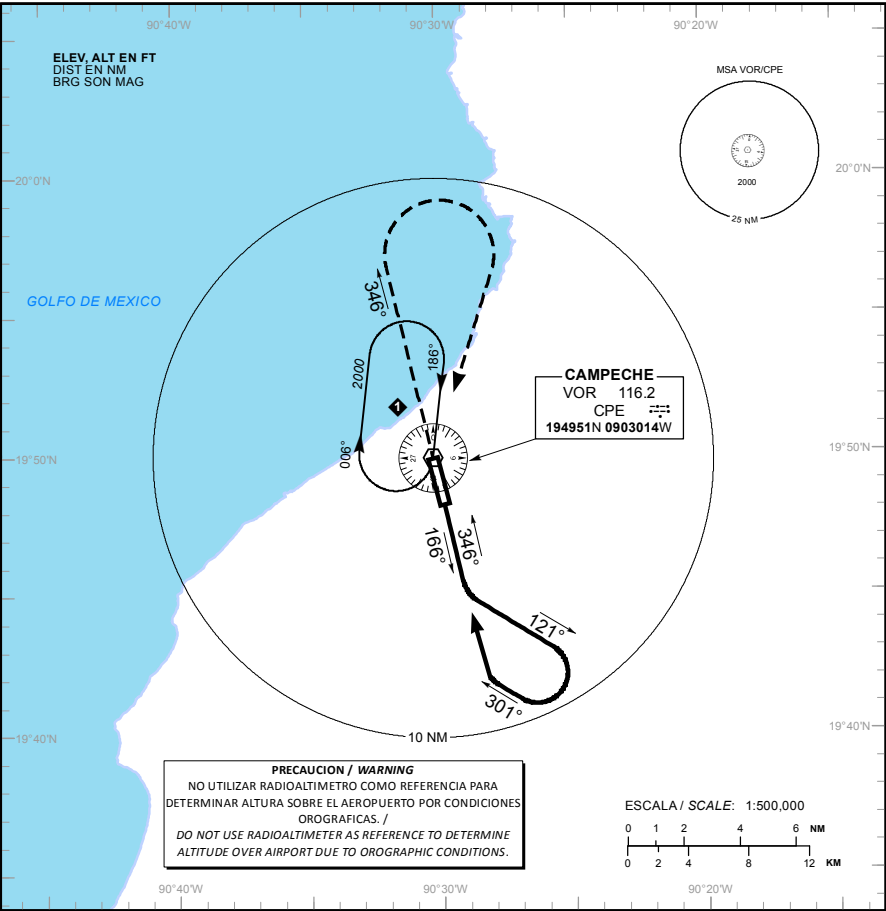 90°40'W
90°30'W
90°20'W
ELEV, ALT EN FT
DIST EN NM
BRG SON MAG
MSA VOR/CPE
2000
25 NM
20°0'N
20°0'N
GOLFO DE MEXICO
346°
186°
2000
006°
1
CAMPECHE
VOR 116.2
CPE
194951N 0903014W
19°50'N
19°50'N
27
9
166°
346°
121°
301°
19°40'N
19°40'N
10 NM
PRECAUCION / WARNING
NO UTILIZAR RADIOALTIMETRO COMO REFERENCIA PARA
DETERMINAR ALTURA SOBRE EL AEROPUERTO POR CONDICIONES
OROGRAFICAS. /
DO NOT USE RADIOALTIMETER AS REFERENCE TO DETERMINE
ALTITUDE OVER AIRPORT DUE TO OROGRAPHIC CONDITIONS.
ESCALA / SCALE: 1:500,000
0 1 2 4 6 NM
0 2 4 8 12 KM
90°40'W
90°30'W
90°20'W